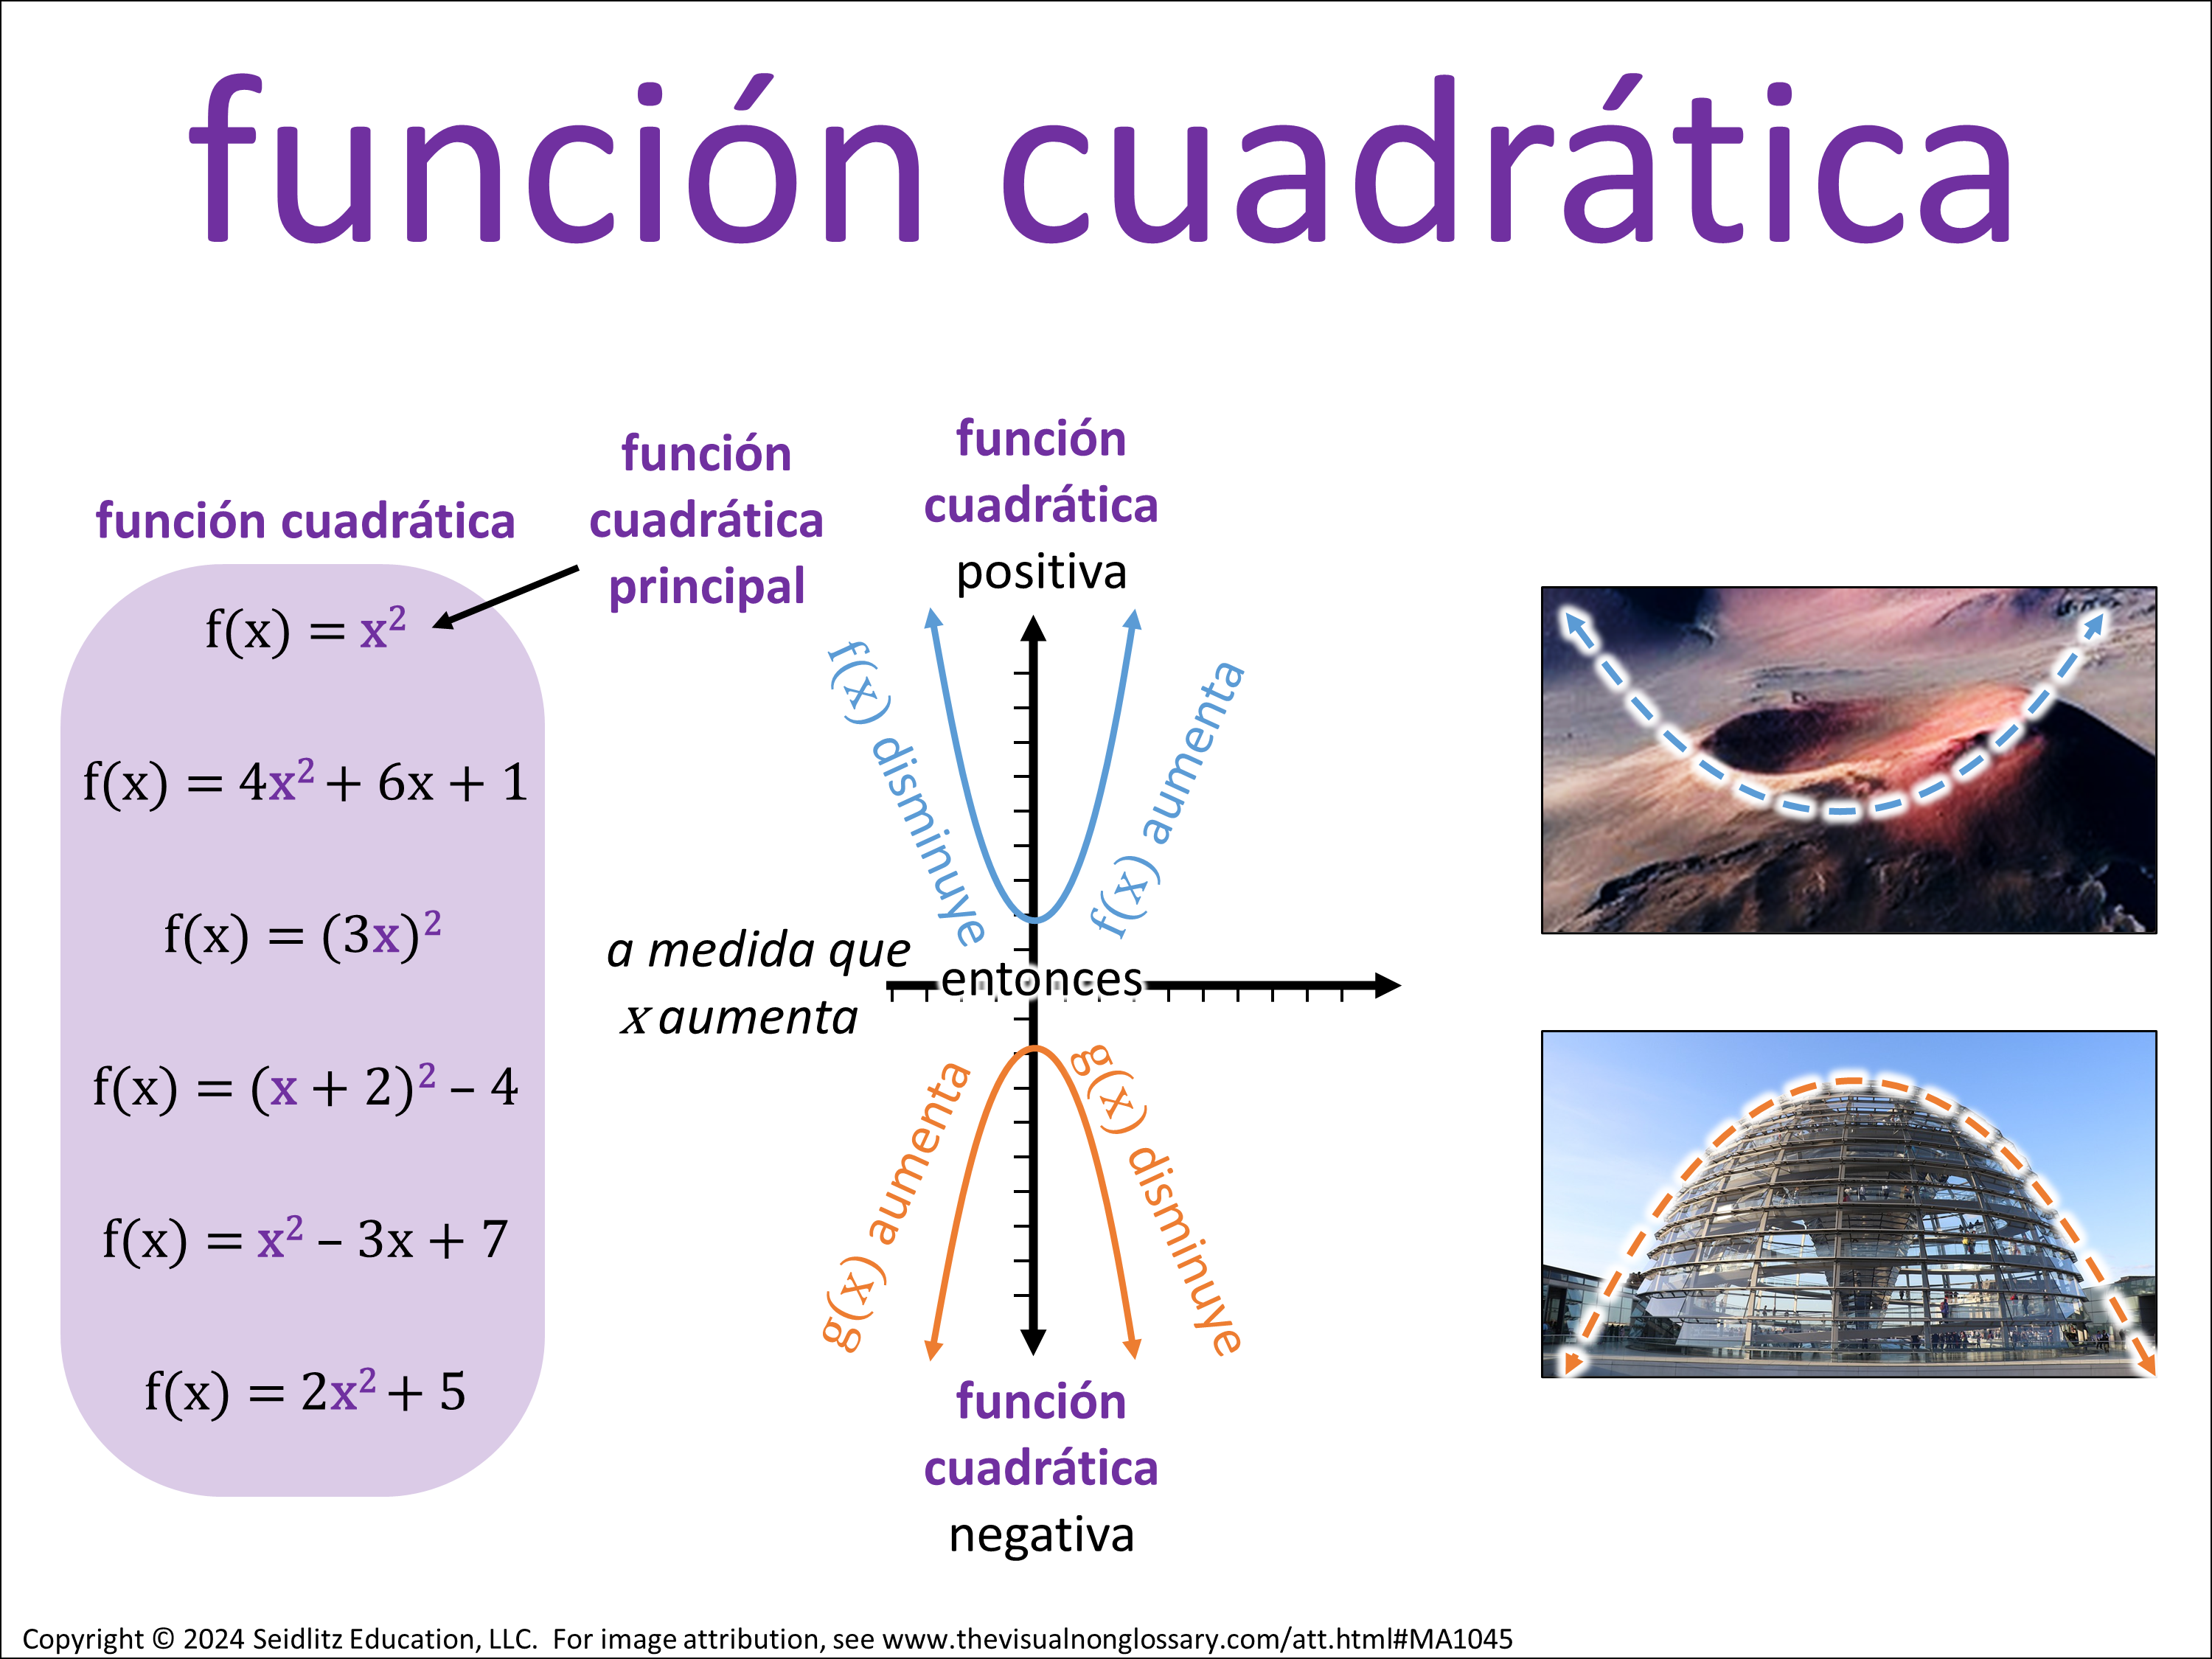 función cuadrática
función cuadrática
f(x) = x²
f(x) = 4x² + 6x + 1
f(x) = (3x)²
f(x) = (x + 2)² – 4
f(x) = x² – 3x + 7
f(x) = 2x² + 5
función
cuadrática
principal
función
cuadrática
positiva
f(x) disminuye
f(x) aumenta
a medida que
x aumenta
entonces
g(x) aumenta
g(x) disminuye
función
cuadrática
negativa
Copyright © 2024 Seidlitz Education, LLC.  For image attribution, see www.thevisualnonglossary.com/att.html#MA1045